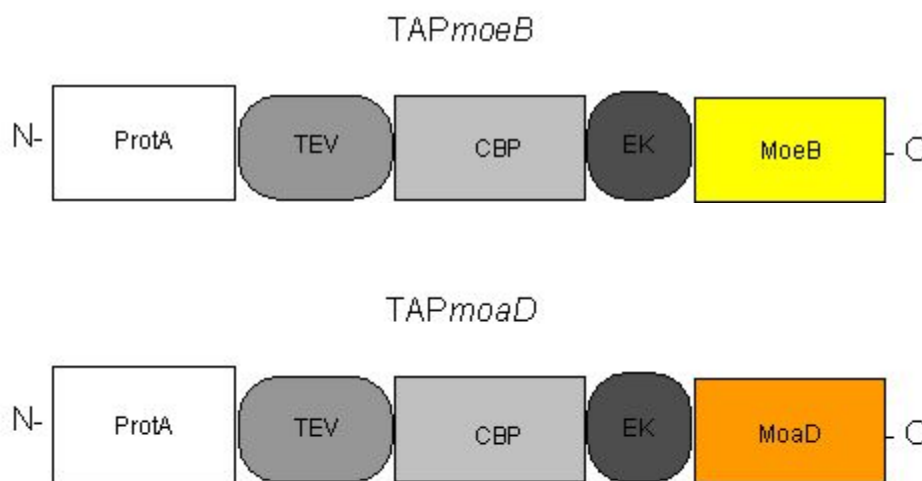 TAPmoeB
N- ProtA TEV CBP EK MoeB - C
TAPmoaD
N- ProtA TEV CBP EK MoaD - C